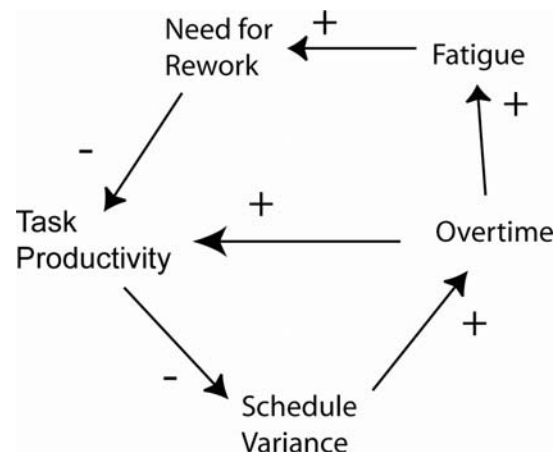 +
Need for
Rework
Fatigue
+
-
+
Task
Productivity
Overtime
+
-
Schedule
Variance